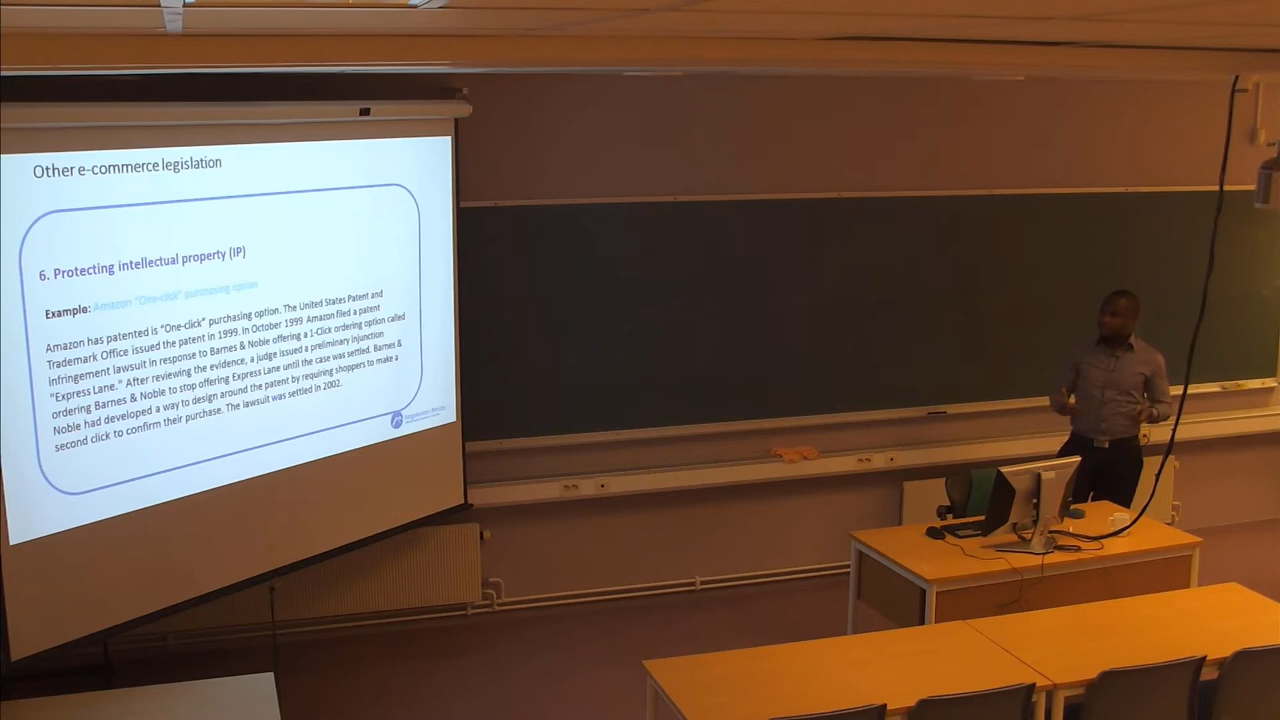 Other e-commerce legislation
6. Protecting intellectual property (IP)
Example: Amazon "One-click" purchasing option
Amazon has patented is "One-click" purchasing option. The United States Patent and
Trademark Office issued the patent in 1999. In October 1999 Amazon filed a patent
infringement lawsuit in response to Barnes & Noble offering a 1-Click ordering option called
"Express Lane." After reviewing the evidence, a judge issued a preliminary injunction
ordering Barnes & Noble to stop offering Express Lane until the case was settled. Barnes &
Noble had developed a way to design around the patent by requiring shoppers to make a
second click to confirm their purchase. The lawsuit was settled in 2002.